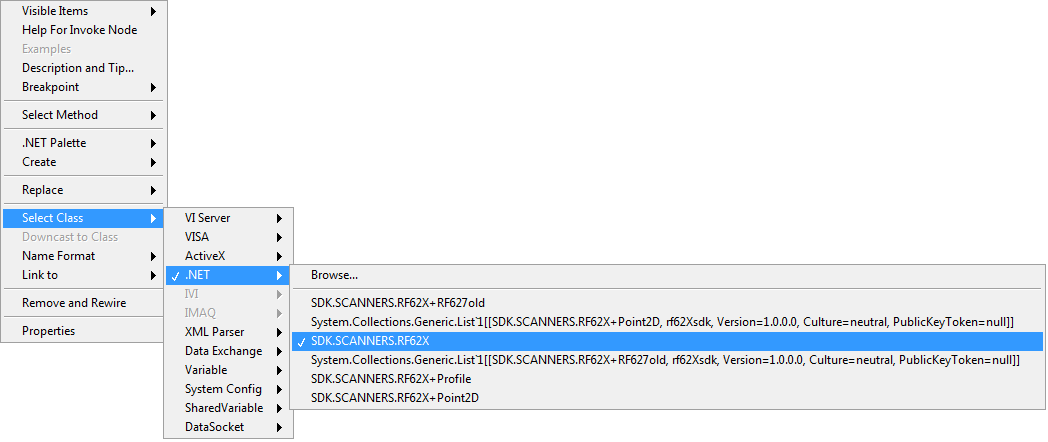 Visible Items
Help For Invoke Node
Examples
Description and Tip...
Breakpoint
Select Method
.NET Palette
Create
Replace
Select Class
Downcast to Class
Name Format
Link to
Remove and Rewire
Properties
VI Server
VISA
ActiveX
.NET
IVI
IMAQ
XML Parser
Data Exchange
Variable
System Config
SharedVariable
DataSocket
Browse...
SDK.SCANNERS.RF62X+RF627old
System.Collections.Generic.List`1[[SDK.SCANNERS.RF62X+Point2D, rf62Xsdk, Version=1.0.0.0, Culture=neutral, PublicKeyToken=null]]
SDK.SCANNERS.RF62X
System.Collections.Generic.List`1[[SDK.SCANNERS.RF62X+RF627old, rf62Xsdk, Version=1.0.0.0, Culture=neutral, PublicKeyToken=null]]
SDK.SCANNERS.RF62X+Profile
SDK.SCANNERS.RF62X+Point2D